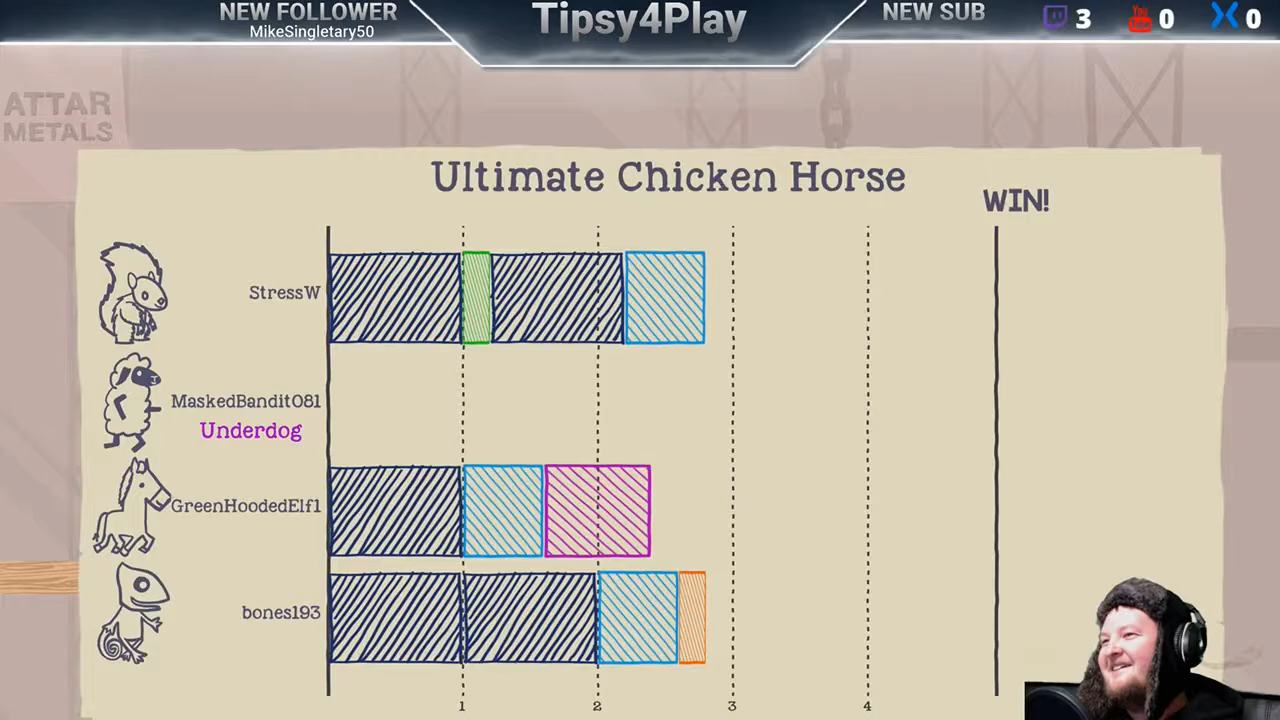 NEW FOLLOWER
MikeSingletary50
Tipsy4Play
NEW SUB
3
0
0
ATTAR
METALS
Ultimate Chicken Horse
WIN!
StressW
MaskedBandit081
Underdog
GreenHoodedElf1
bones193
1 2 3 4